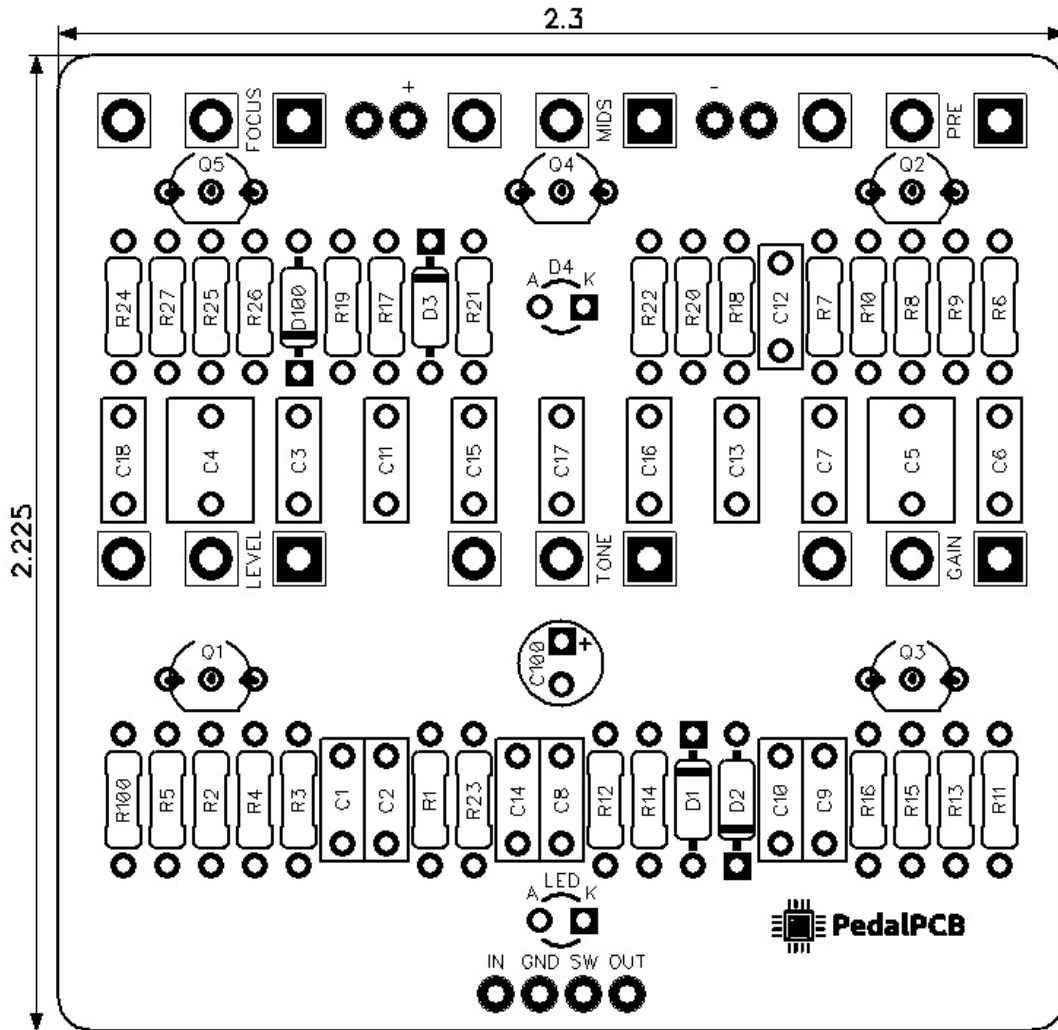 2.3
2.225
FOCUS + MIDS - PRE
Q5 Q4 Q2
R24 R27 R25 R26 D100 R19 R17 D3 R21 A D4 K R22 R20 R18 C12 R7 R10 R8 R9 R6
C18 C4 C3 C11 C15 C17 C16 C13 C7 C5 C6
LEVEL TONE GAIN
Q1 C100 + Q3
R100 R5 R2 R4 R3 C1 C2 R1 R23 C14 C8 R12 R14 D1 D2 C10 C9 R16 R15 R13 R11
A LED K
PedalPCB
IN GND SW OUT